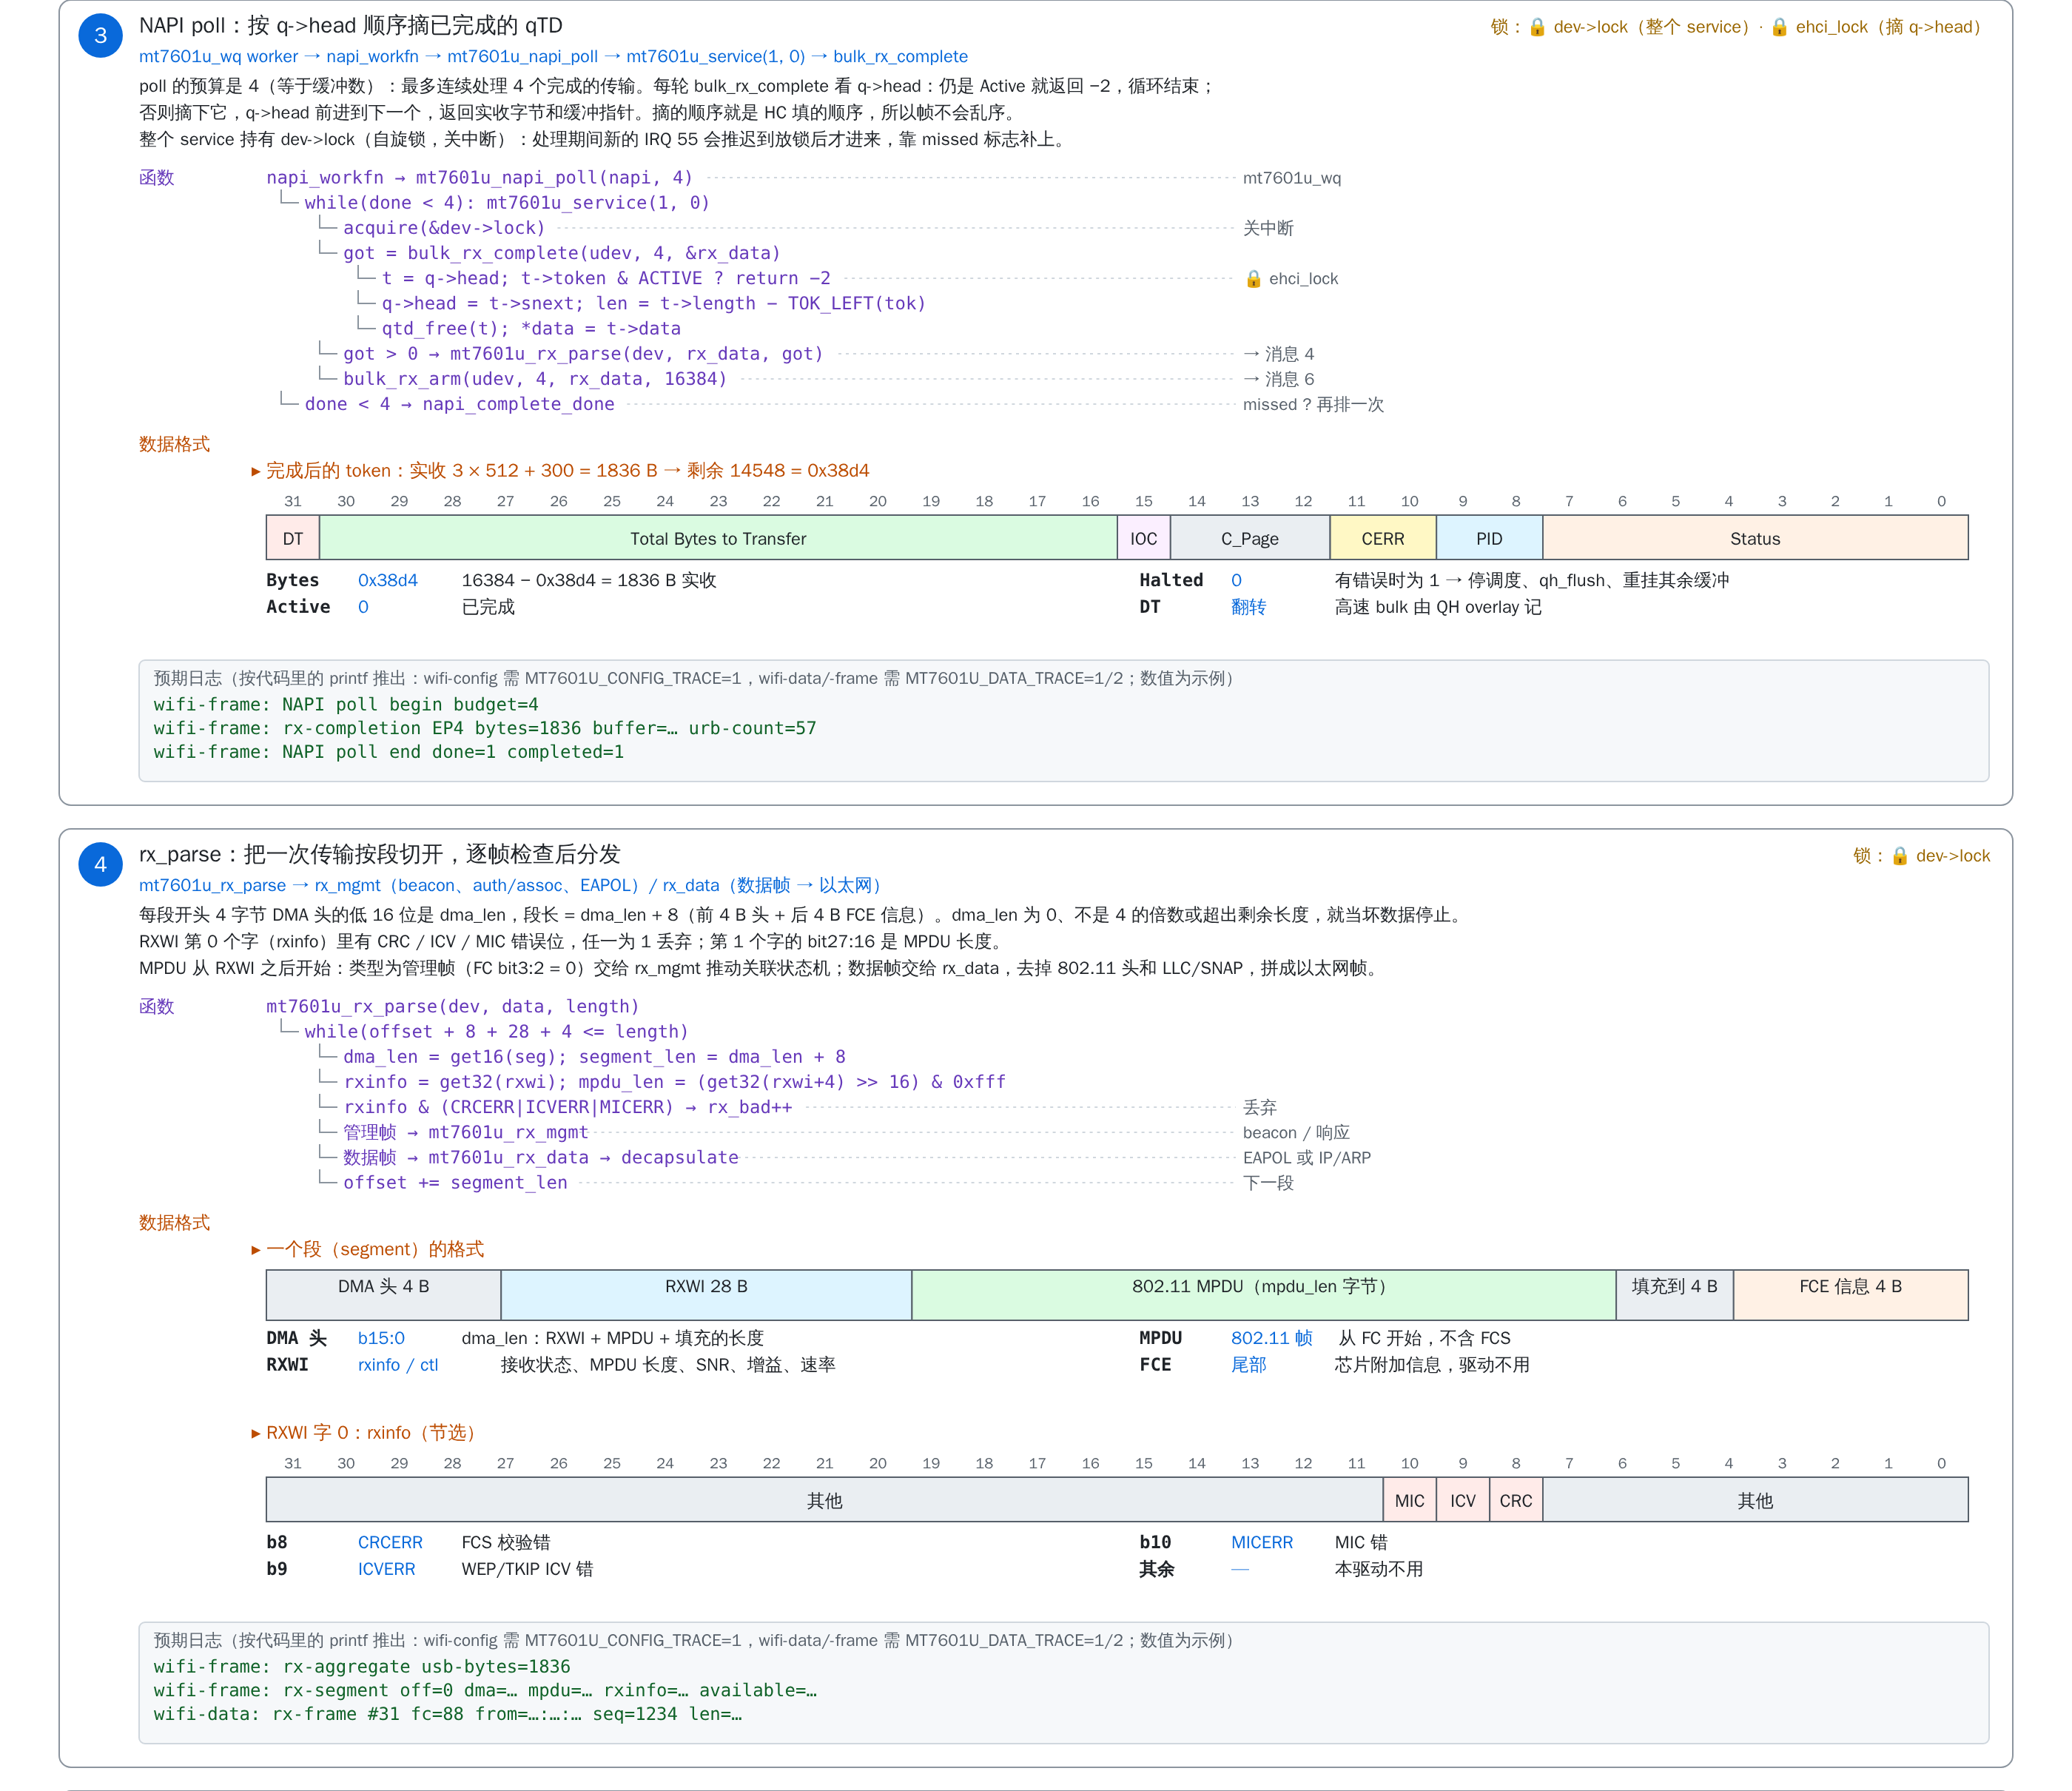 3
NAPI poll：按 q->head 顺序摘已完成的 qTD
锁：🔒 dev->lock（整个 service）· 🔒 ehci_lock（摘 q->head）
mt7601u_wq worker → napi_workfn → mt7601u_napi_poll → mt7601u_service(1, 0) → bulk_rx_complete
poll 的预算是 4（等于缓冲数）：最多连续处理 4 个完成的传输。每轮 bulk_rx_complete 看 q->head：仍是 Active 就返回 −2，循环结束；
否则摘下它，q->head 前进到下一个，返回实收字节和缓冲指针。摘的顺序就是 HC 填的顺序，所以帧不会乱序。
整个 service 持有 dev->lock（自旋锁，关中断）：处理期间新的 IRQ 55 会推迟到放锁后才进来，靠 missed 标志补上。
函数 napi_workfn → mt7601u_napi_poll(napi, 4) mt7601u_wq
while(done < 4): mt7601u_service(1, 0)
acquire(&dev->lock) 关中断
got = bulk_rx_complete(udev, 4, &rx_data)
t = q->head; t->token & ACTIVE ? return −2 🔒 ehci_lock
q->head = t->snext; len = t->length − TOK_LEFT(tok)
qtd_free(t); *data = t->data
got > 0 → mt7601u_rx_parse(dev, rx_data, got) → 消息 4
bulk_rx_arm(udev, 4, rx_data, 16384) → 消息 6
done < 4 → napi_complete_done missed ? 再排一次
数据格式
▸ 完成后的 token：实收 3 × 512 + 300 = 1836 B → 剩余 14548 = 0x38d4
31 30 29 28 27 26 25 24 23 22 21 20 19 18 17 16 15 14 13 12 11 10 9 8 7 6 5 4 3 2 1 0
DT Total Bytes to Transfer IOC C_Page CERR PID Status
Bytes 0x38d4 16384 − 0x38d4 = 1836 B 实收 Halted 0 有错误时为 1 → 停调度、qh_flush、重挂其余缓冲
Active 0 已完成 DT 翻转 高速 bulk 由 QH overlay 记
预期日志（按代码里的 printf 推出：wifi-config 需 MT7601U_CONFIG_TRACE=1，wifi-data/-frame 需 MT7601U_DATA_TRACE=1/2；数值为示例）
wifi-frame: NAPI poll begin budget=4
wifi-frame: rx-completion EP4 bytes=1836 buffer=… urb-count=57
wifi-frame: NAPI poll end done=1 completed=1
4
rx_parse：把一次传输按段切开，逐帧检查后分发
锁：🔒 dev->lock
mt7601u_rx_parse → rx_mgmt（beacon、auth/assoc、EAPOL）/ rx_data（数据帧 → 以太网）
每段开头 4 字节 DMA 头的低 16 位是 dma_len，段长 = dma_len + 8（前 4 B 头 + 后 4 B FCE 信息）。dma_len 为 0、不是 4 的倍数或超出剩余长度，就当坏数据停止。
RXWI 第 0 个字（rxinfo）里有 CRC / ICV / MIC 错误位，任一为 1 丢弃；第 1 个字的 bit27:16 是 MPDU 长度。
MPDU 从 RXWI 之后开始：类型为管理帧（FC bit3:2 = 0）交给 rx_mgmt 推动关联状态机；数据帧交给 rx_data，去掉 802.11 头和 LLC/SNAP，拼成以太网帧。
函数 mt7601u_rx_parse(dev, data, length)
while(offset + 8 + 28 + 4 <= length)
dma_len = get16(seg); segment_len = dma_len + 8
rxinfo = get32(rxwi); mpdu_len = (get32(rxwi+4) >> 16) & 0xfff
rxinfo & (CRCERR|ICVERR|MICERR) → rx_bad++ 丢弃
管理帧 → mt7601u_rx_mgmt beacon / 响应
数据帧 → mt7601u_rx_data → decapsulate EAPOL 或 IP/ARP
offset += segment_len 下一段
数据格式
▸ 一个段（segment）的格式
DMA 头 4 B RXWI 28 B 802.11 MPDU（mpdu_len 字节） 填充到 4 B FCE 信息 4 B
DMA 头 b15:0 dma_len：RXWI + MPDU + 填充的长度 MPDU 802.11 帧 从 FC 开始，不含 FCS
RXWI rxinfo / ctl 接收状态、MPDU 长度、SNR、增益、速率 FCE 尾部 芯片附加信息，驱动不用
▸ RXWI 字 0：rxinfo（节选）
31 30 29 28 27 26 25 24 23 22 21 20 19 18 17 16 15 14 13 12 11 10 9 8 7 6 5 4 3 2 1 0
其他 MIC ICV CRC 其他
b8 CRCERR FCS 校验错 b10 MICERR MIC 错
b9 ICVERR WEP/TKIP ICV 错 其余 — 本驱动不用
预期日志（按代码里的 printf 推出：wifi-config 需 MT7601U_CONFIG_TRACE=1，wifi-data/-frame 需 MT7601U_DATA_TRACE=1/2；数值为示例）
wifi-frame: rx-aggregate usb-bytes=1836
wifi-frame: rx-segment off=0 dma=… mpdu=… rxinfo=… available=…
wifi-data: rx-frame #31 fc=88 from=…:…:… seq=1234 len=…